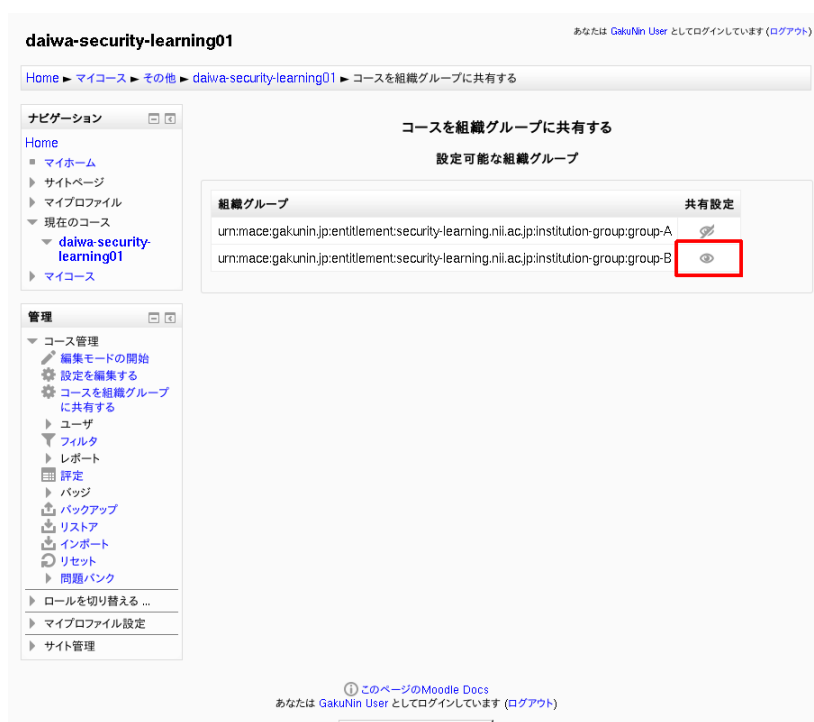 daiwa-security-learning01
あなたは GakuNin User としてログインしています (ログアウト)
Home ► マイコース ► その他 ► daiwa-security-learning01 ► コースを組織グループに共有する
ナビゲーション
Home
マイホーム
サイトページ
マイプロファイル
現在のコース
daiwa-security-
learning01
マイコース
管理
コース管理
編集モードの開始
設定を編集する
コースを組織グループ
に共有する
ユーザ
フィルタ
レポート
評定
バッジ
バックアップ
リストア
インポート
リセット
問題バンク
ロールを切り替える ...
マイプロファイル設定
サイト管理
コースを組織グループに共有する
設定可能な組織グループ
組織グループ 共有設定
urn:mace:gakunin.jp:entitlement:security-learning.nii.ac.jp:institution-group:group-A
urn:mace:gakunin.jp:entitlement:security-learning.nii.ac.jp:institution-group:group-B
このページのMoodle Docs
あなたは GakuNin User としてログインしています (ログアウト)